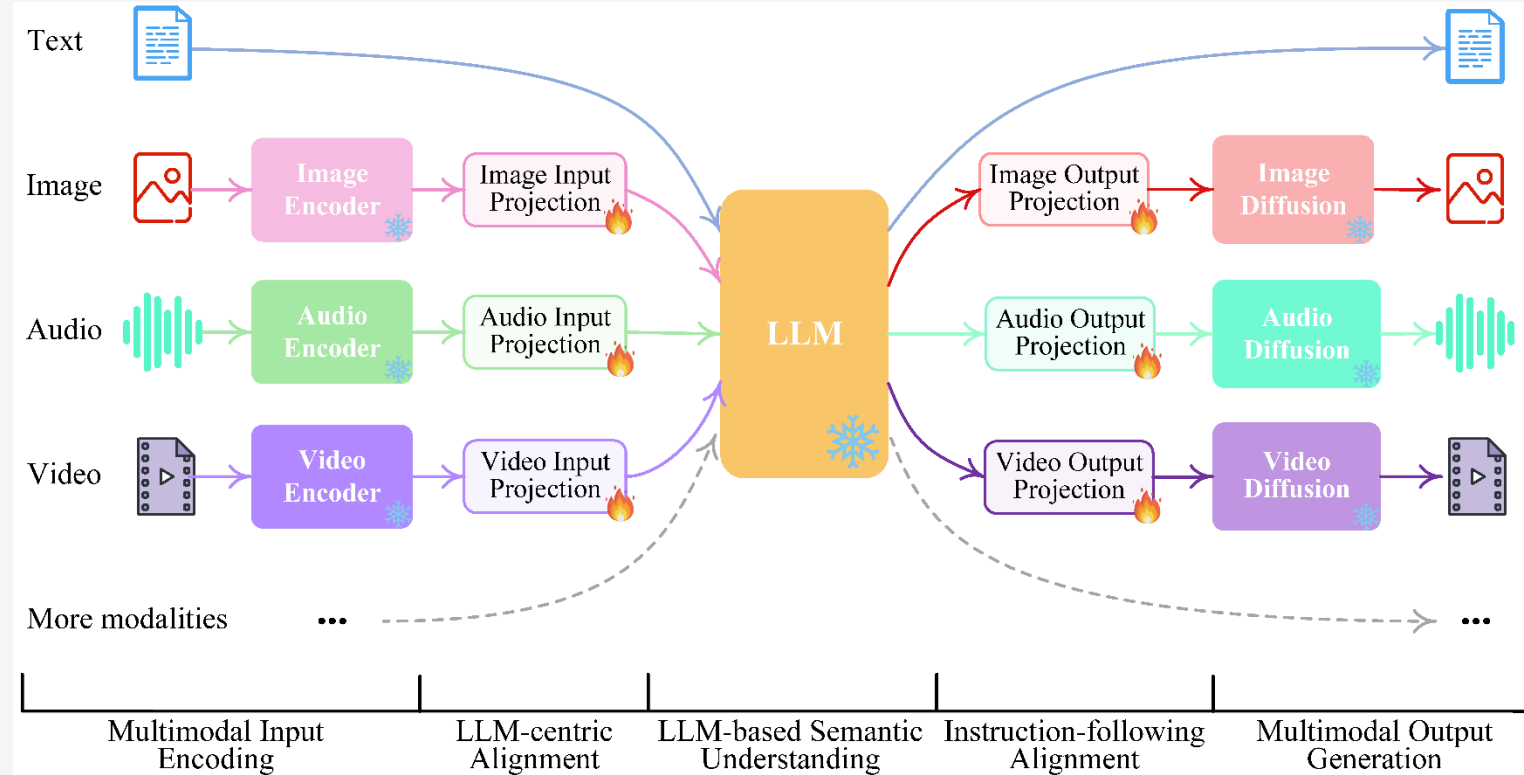 Text
Image
Image
Encoder
Image Input
Projection
Image Output
Projection
Image
Diffusion
Audio
Audio
Encoder
Audio Input
Projection
LLM
Audio Output
Projection
Audio
Diffusion
Video
Video
Encoder
Video Input
Projection
Video Output
Projection
Video
Diffusion
More modalities
...
...
Multimodal Input
Encoding
LLM-centric
Alignment
LLM-based Semantic
Understanding
Instruction-following
Alignment
Multimodal Output
Generation